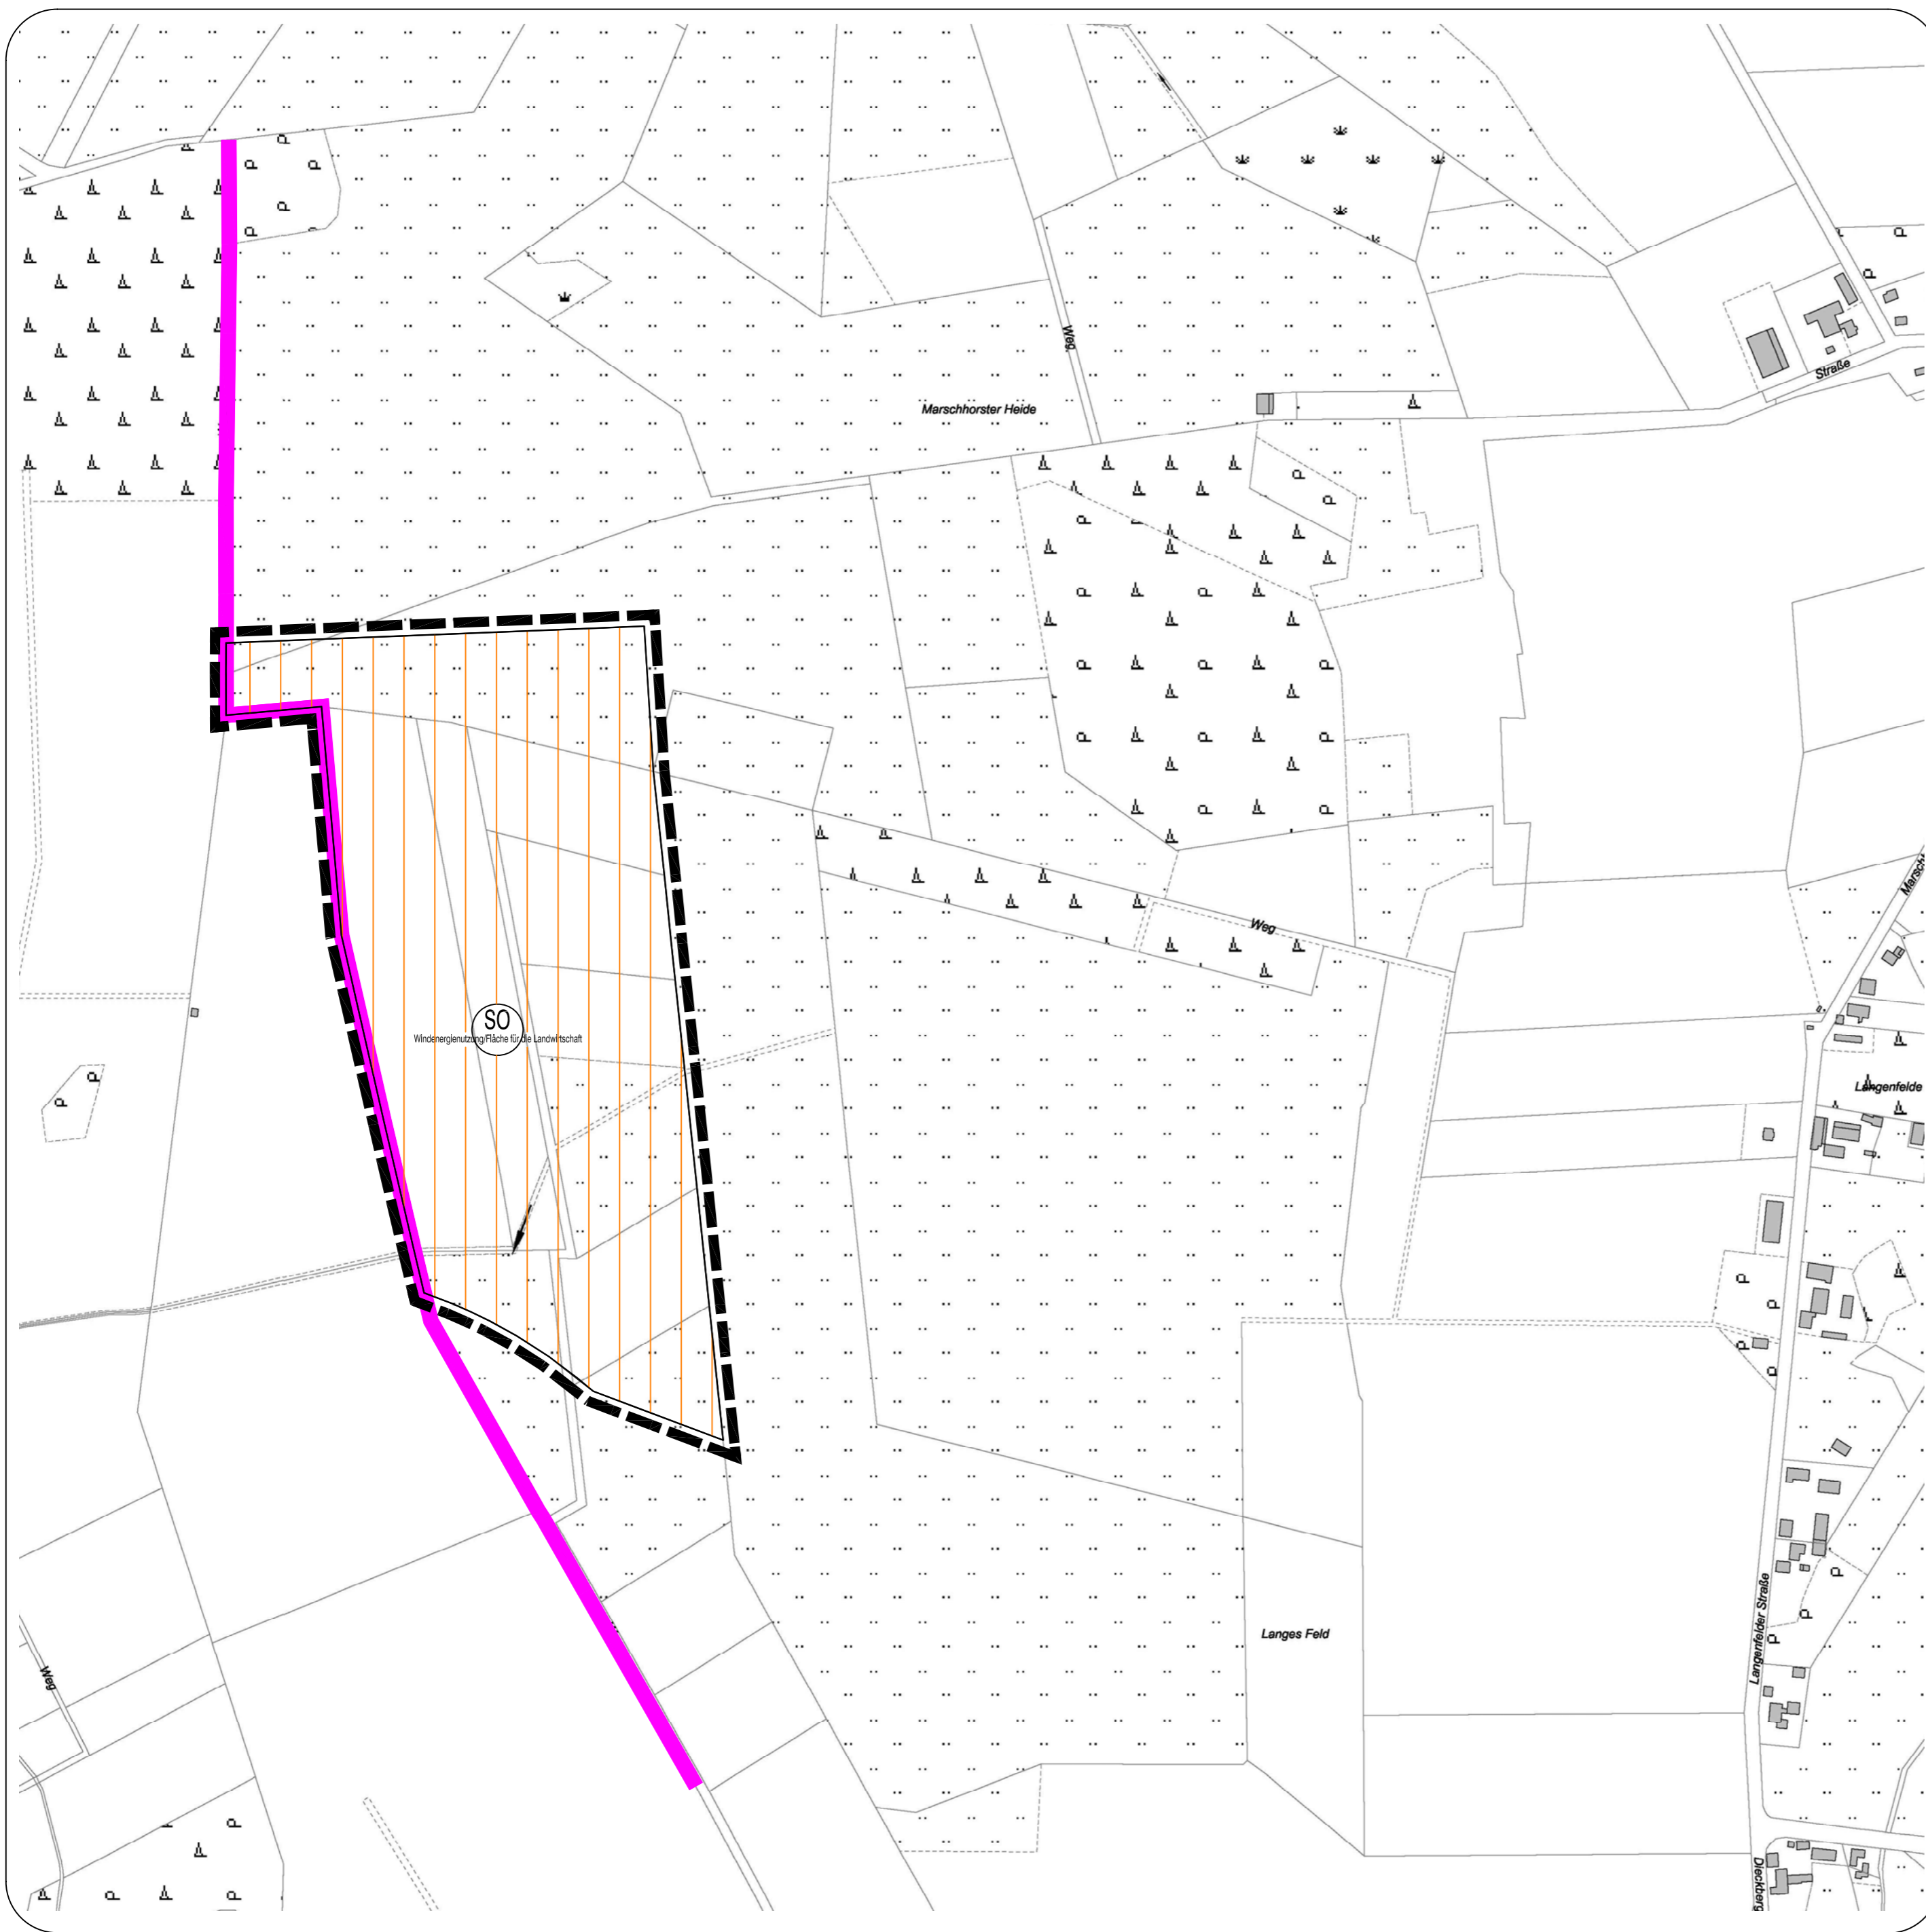 Weg
Straße
Marschhorster Heide
Weg
SO
Windenergienutzung/Fläche für die Landwirtschaft
Langenfelde
Langenfelder Straße
Langes Feld
Weg